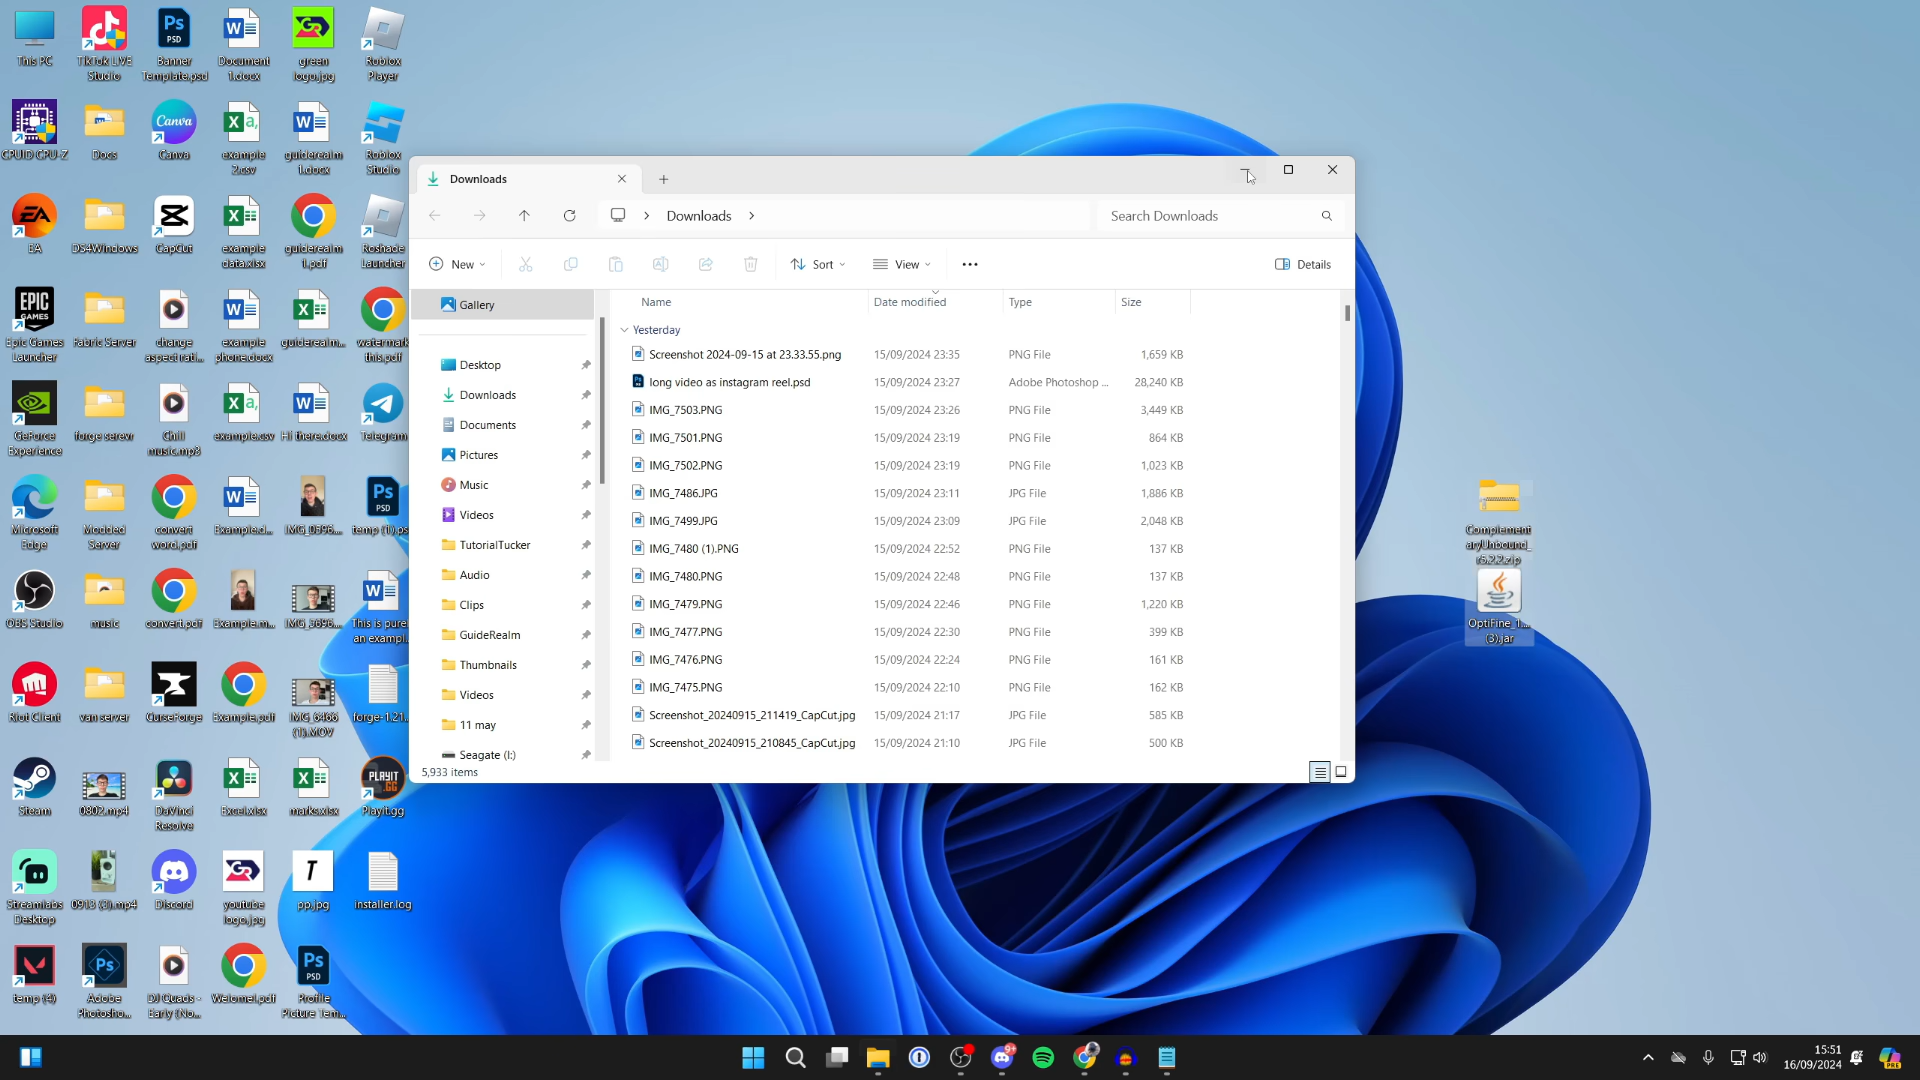 This PC
TikTok LIVE
Studio
Banner
Template.psd
Document
1.docx
green
logo.jpg
Roblox
Player
CPUID CPU-Z
Docs
Canva
example
2.csv
guiderealm
1.docx
Roblox
Studio
EA
DS4Windows
CapCut
example
data.xlsx
guiderealm
1.pdf
Roshade
Launcher
Epic Games
Launcher
Fabric Server
change
aspect rati...
example
phone.docx
guiderealm...
watermark
this.pdf
GeForce
Experience
forge serevr
Chill
music.mp3
example.csv
Hi there.docx
Telegram
Microsoft
Edge
Modded
Server
convert
word.pdf
Example.d...
temp (1).ps
OBS Studio
music
convert.pdf
Example.m...
This is purel
an exampl
Riot Client
van server
CurseForge
Example.pdf
IMG_6466
(1).MOV
forge-1.21...
Steam
0802.mp4
DaVinci
Resolve
Excel.xlsx
marks.xlsx
PLAYIT
GG
Playit.gg
Streamlabs
Desktop
0913 (3).mp4
Discord
youtube
logo.jpg
pp.jpg
installer.log
temp (4)
Adobe
Photosho...
DJ Quads -
Early (No...
Welome!.pdf
Profile
Picture Tem...
Downloads
Downloads
Search Downloads
New
Sort
View
Details
Gallery
Desktop
Downloads
Documents
Pictures
Music
Videos
TutorialTucker
Audio
Clips
GuideRealm
Thumbnails
Videos
11 may
Seagate (I:)
Name Date modified Type Size
Yesterday
Screenshot 2024-09-15 at 23.33.55.png 15/09/2024 23:35 PNG File 1,659 KB
long video as instagram reel.psd 15/09/2024 23:27 Adobe Photoshop ... 28,240 KB
IMG_7503.PNG 15/09/2024 23:26 PNG File 3,449 KB
IMG_7501.PNG 15/09/2024 23:19 PNG File 864 KB
IMG_7502.PNG 15/09/2024 23:19 PNG File 1,023 KB
IMG_7486.JPG 15/09/2024 23:11 JPG File 1,886 KB
IMG_7499.JPG 15/09/2024 23:09 JPG File 2,048 KB
IMG_7480 (1).PNG 15/09/2024 22:52 PNG File 137 KB
IMG_7480.PNG 15/09/2024 22:48 PNG File 137 KB
IMG_7479.PNG 15/09/2024 22:46 PNG File 1,220 KB
IMG_7477.PNG 15/09/2024 22:30 PNG File 399 KB
IMG_7476.PNG 15/09/2024 22:24 PNG File 161 KB
IMG_7475.PNG 15/09/2024 22:10 PNG File 162 KB
Screenshot_20240915_211419_CapCut.jpg 15/09/2024 21:17 JPG File 585 KB
Screenshot_20240915_210845_CapCut.jpg 15/09/2024 21:10 JPG File 500 KB
5,933 items
Complement
aryUnbound_
r5.2.2.zip
OptiFine_1....
(3).jar
15:51
16/09/2024